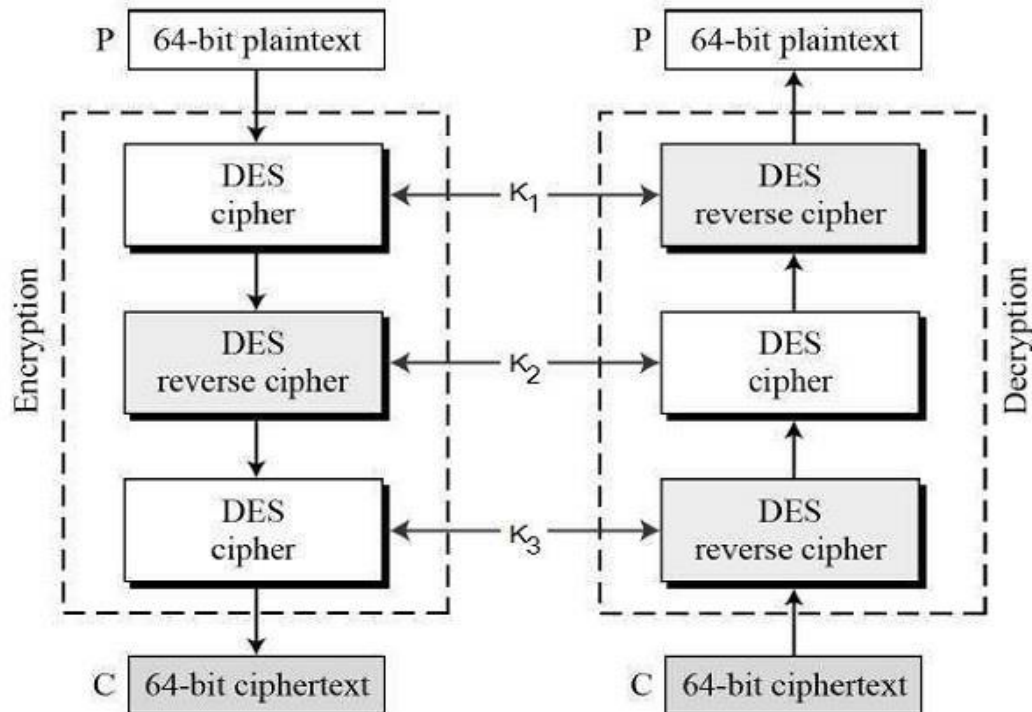 P 64-bit plaintext
P 64-bit plaintext
DES
cipher
K1
DES
reverse cipher
Encryption
DES
reverse cipher
K2
DES
cipher
Decryption
DES
cipher
K3
DES
reverse cipher
C 64-bit ciphertext
C 64-bit ciphertext